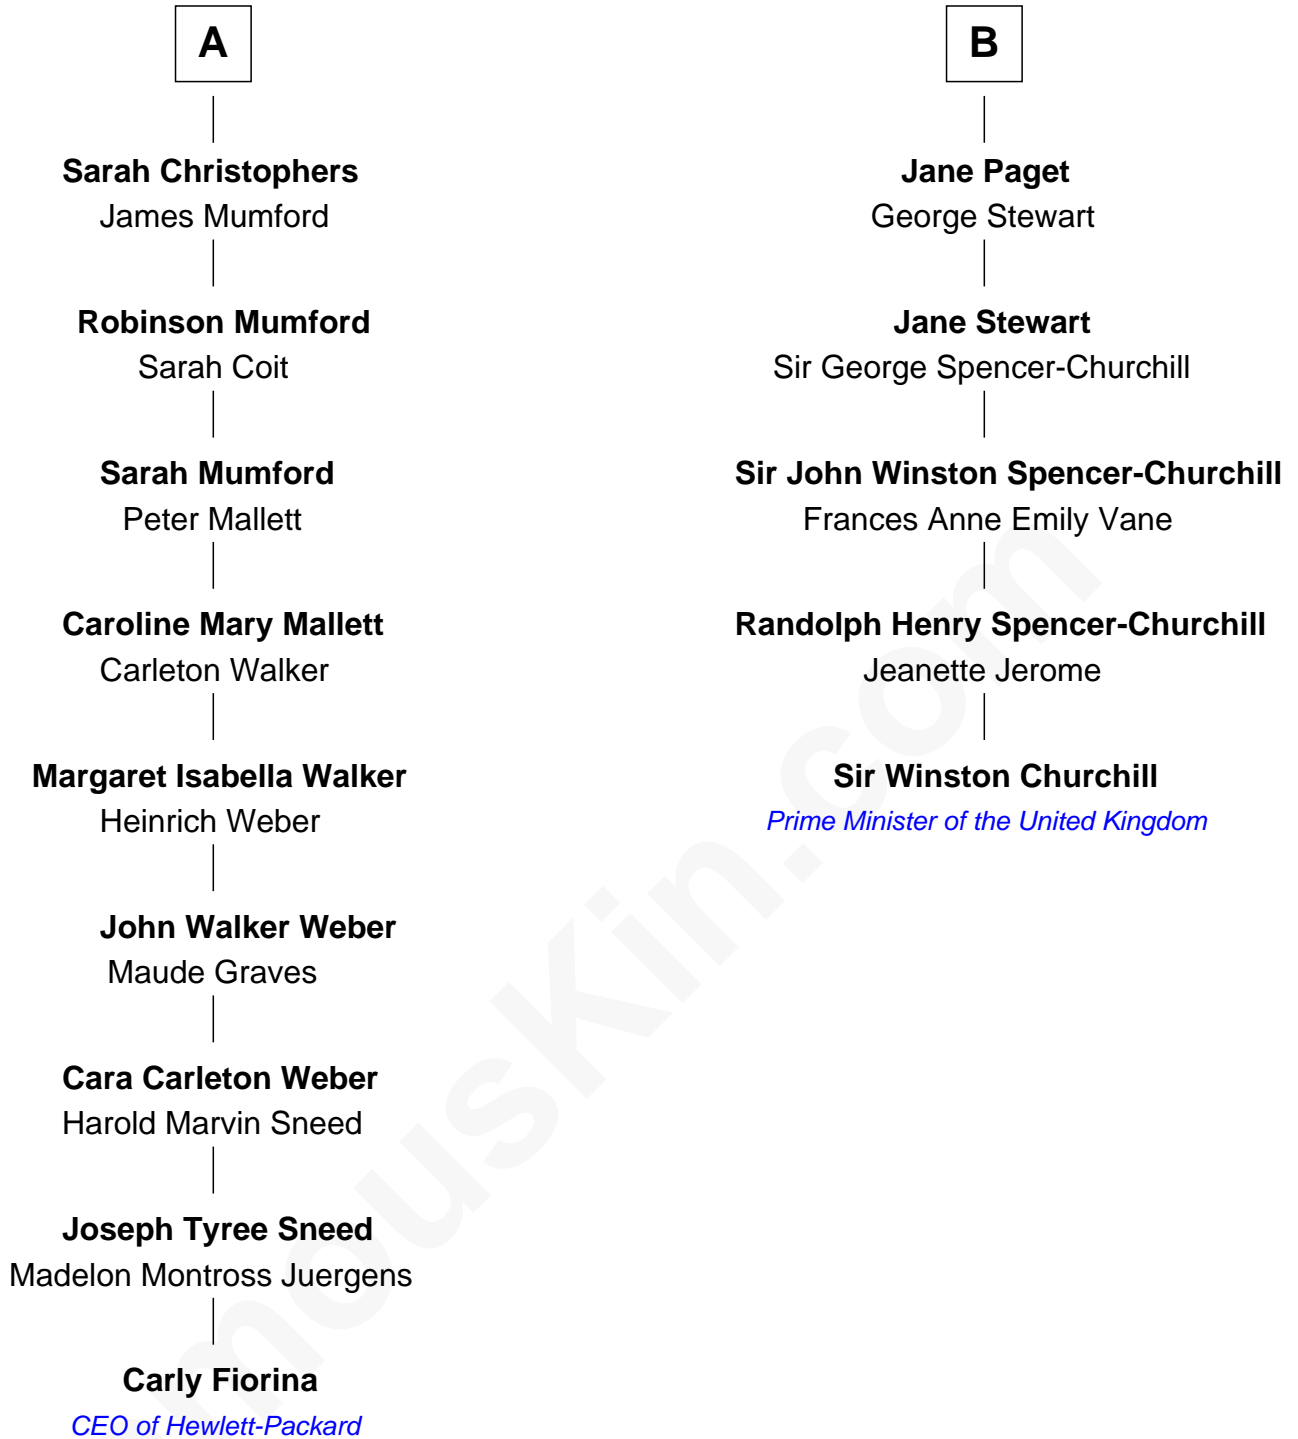 A
Sarah Christophers
James Mumford
Robinson Mumford
Sarah Coit
Sarah Mumford
Peter Mallett
Caroline Mary Mallett
Carleton Walker
Margaret Isabella Walker
Heinrich Weber
John Walker Weber
Maude Graves
Cara Carleton Weber
Harold Marvin Sneed
Joseph Tyree Sneed
Madelon Montross Juergens
Carly Fiorina
CEO of Hewlett-Packard
B
Jane Paget
George Stewart
Jane Stewart
Sir George Spencer-Churchill
Sir John Winston Spencer-Churchill
Frances Anne Emily Vane
Randolph Henry Spencer-Churchill
Jeanette Jerome
Sir Winston Churchill
Prime Minister of the United Kingdom
mousKin.com